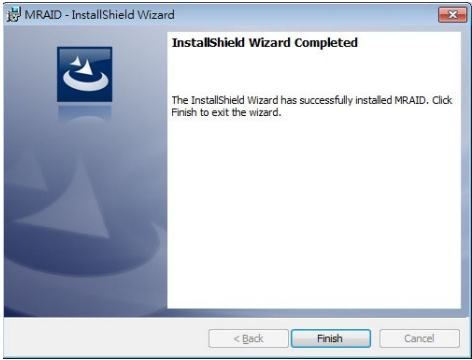 MRAID - InstallShield Wizard
InstallShield Wizard Completed
The InstallShield Wizard has successfully installed MRAID. Click
Finish to exit the wizard.
< Back
Finish
Cancel